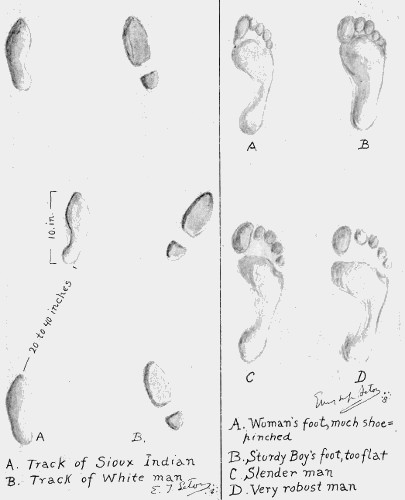 10. in.
20 to 40 inches
A
B.
A. Track of Sioux Indian
B. Track of White man
E. T Seton
A
B
C
D
A. Woman's foot, much shoe=
pinched
B., Sturdy Boy's foot, too flat
C Slender man
D. Very robust man